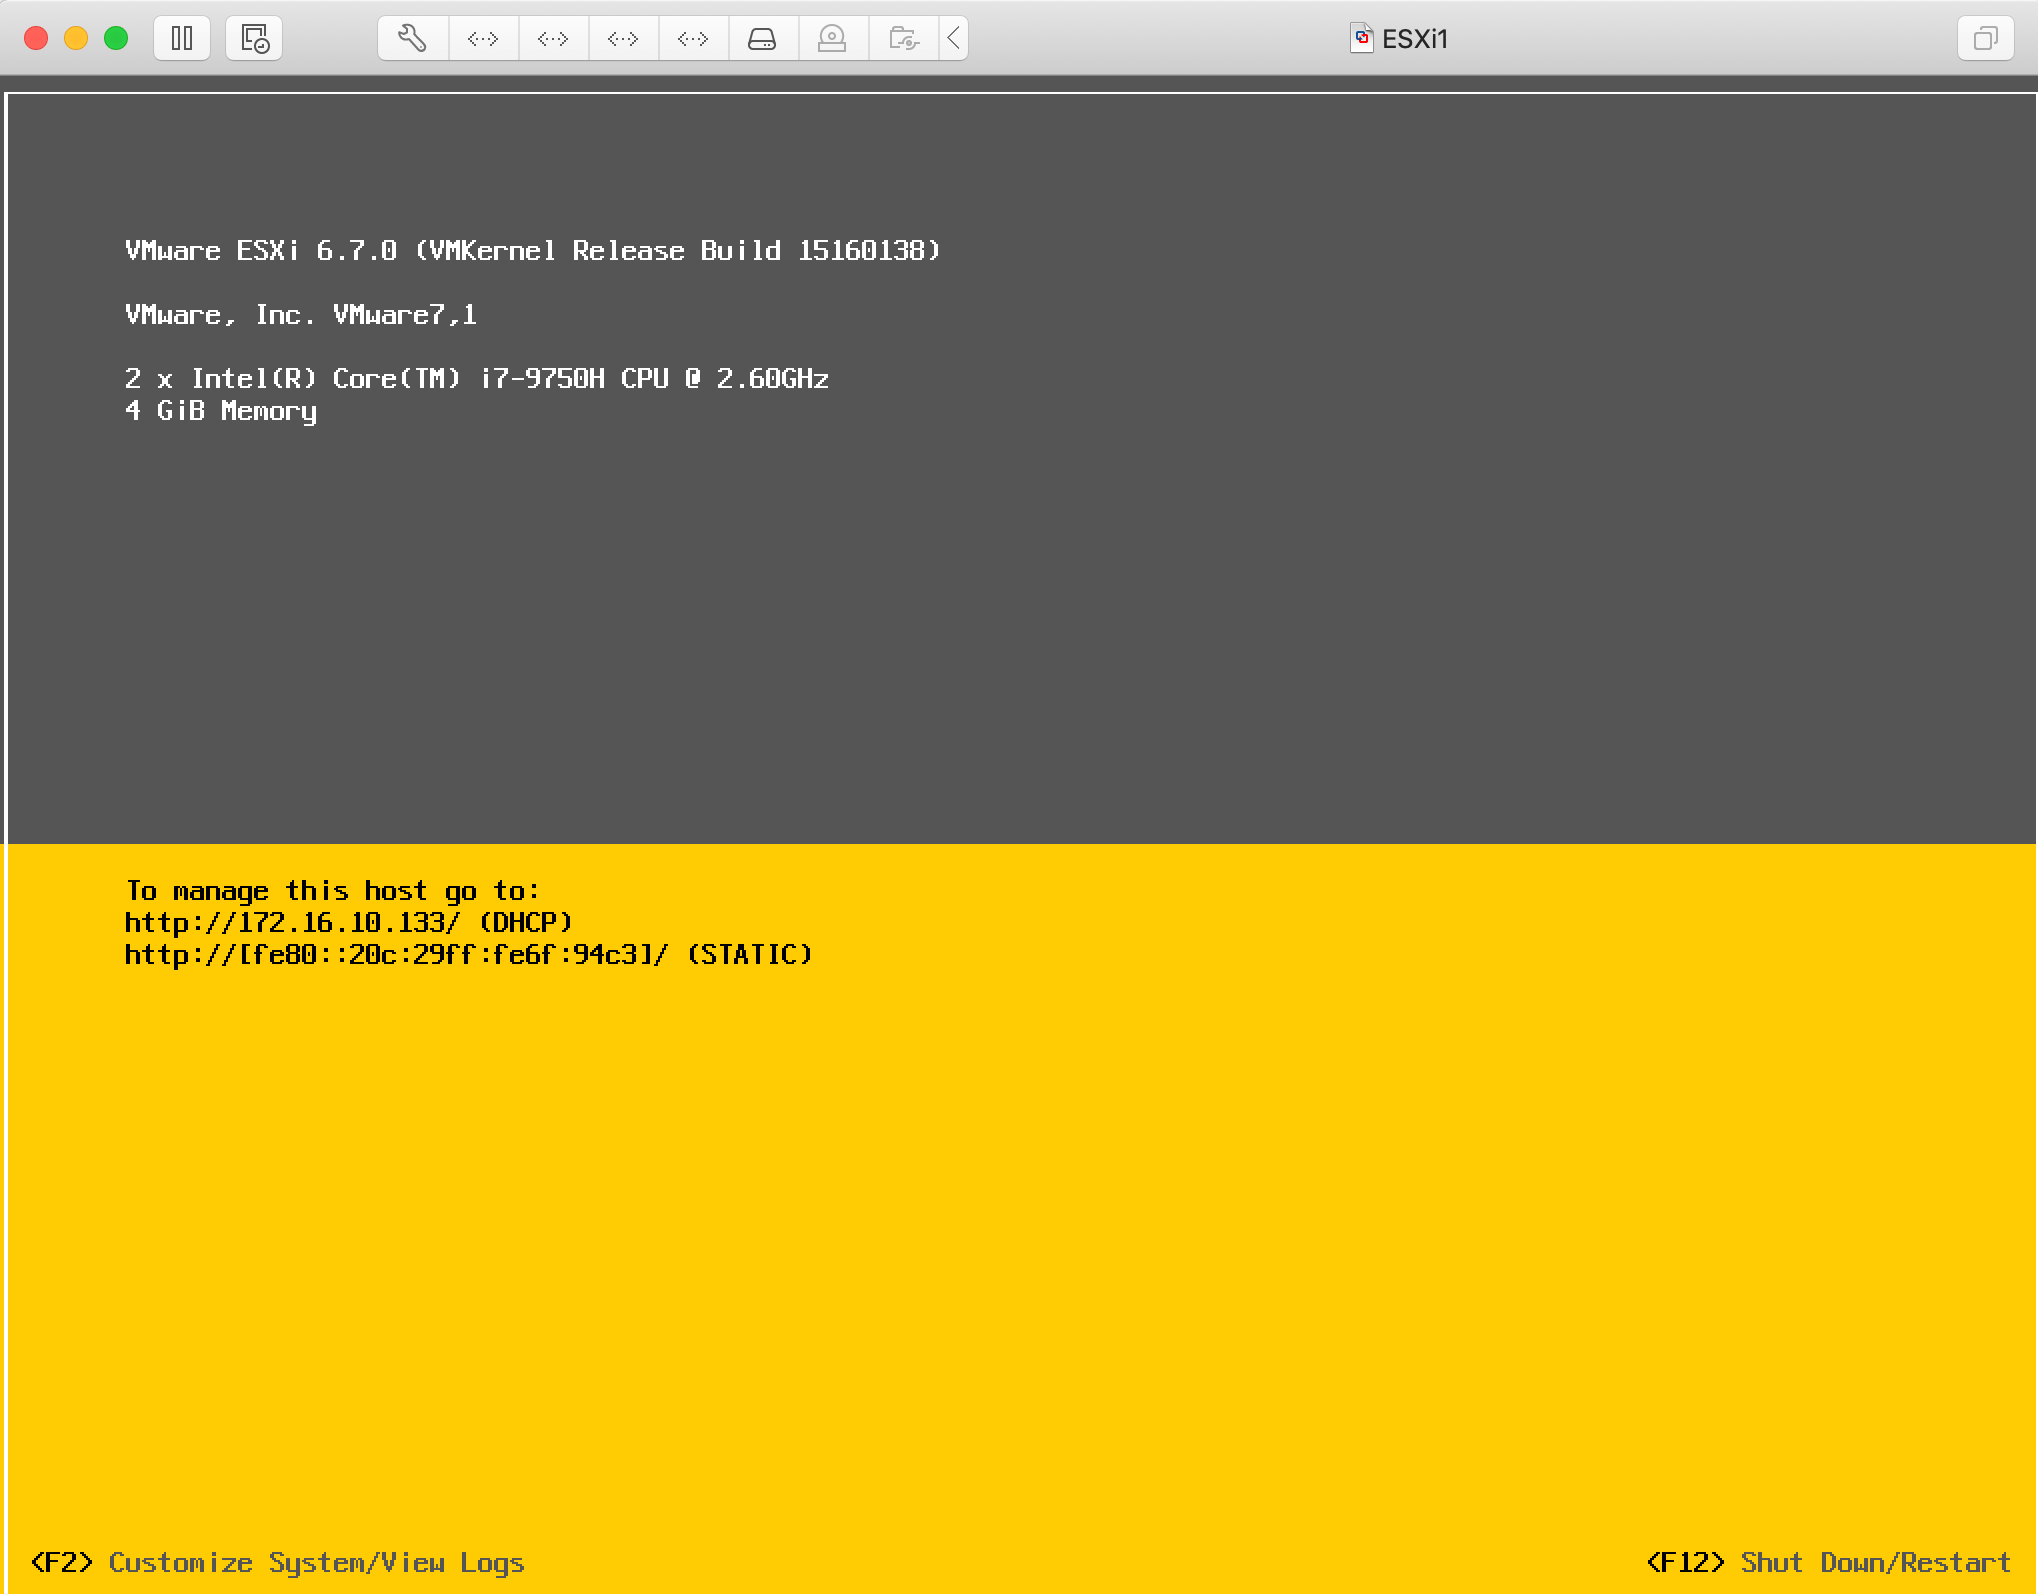 ESXi1
VMware ESXi 6.7.0 (VMKernel Release Build 15160138)
VMware, Inc. VMware7,1
2 x Intel(R) Core(TM) i7-9750H CPU @ 2.60GHz
4 GiB Memory
To manage this host go to:
http://172.16.10.133/ (DHCP)
http://[fe80::20c:29ff:fe6f:94c3]/ (STATIC)
<F2> Customize System/View Logs
<F12> Shut Down/Restart